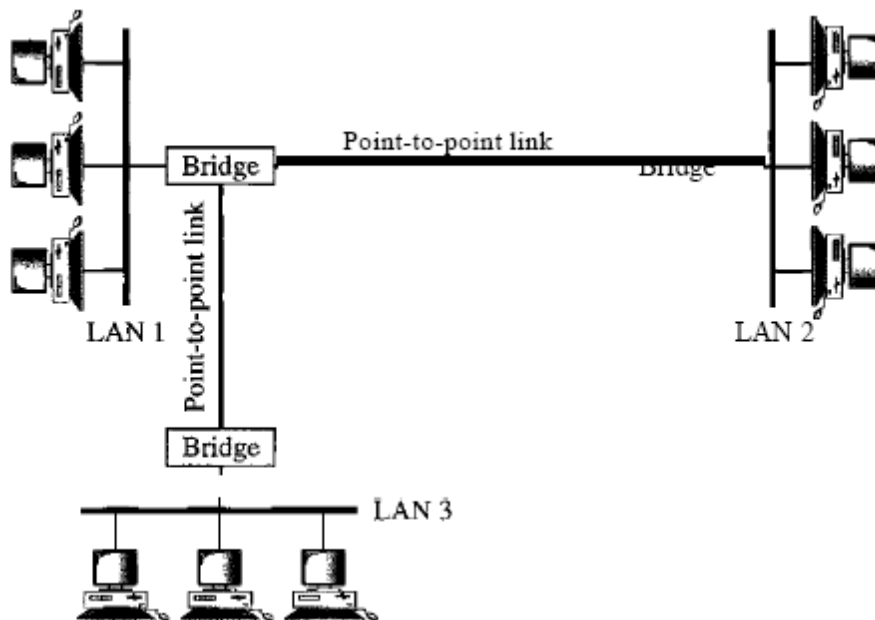 Point-to-point link
Bridge
Bridge
Point-to-point link
LAN 1
LAN 2
Bridge
LAN 3